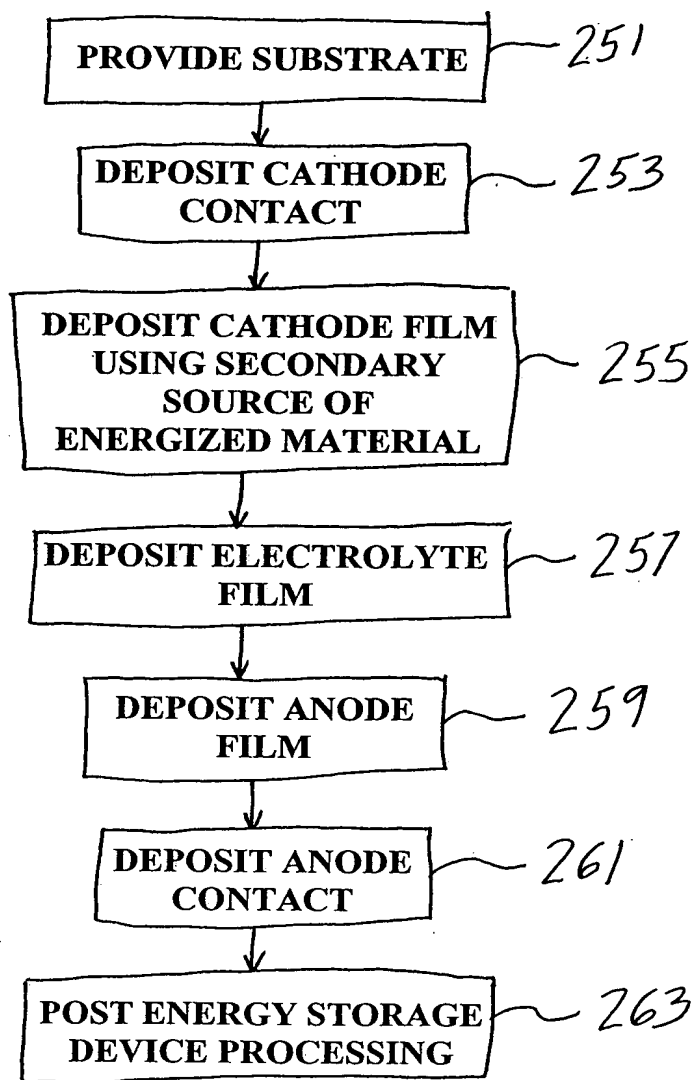 PROVIDE SUBSTRATE
251
DEPOSIT CATHODE
CONTACT
253
DEPOSIT CATHODE FILM
USING SECONDARY
SOURCE OF
ENERGIZED MATERIAL
255
DEPOSIT ELECTROLYTE
FILM
257
DEPOSIT ANODE
FILM
259
DEPOSIT ANODE
CONTACT
261
POST ENERGY STORAGE
DEVICE PROCESSING
263